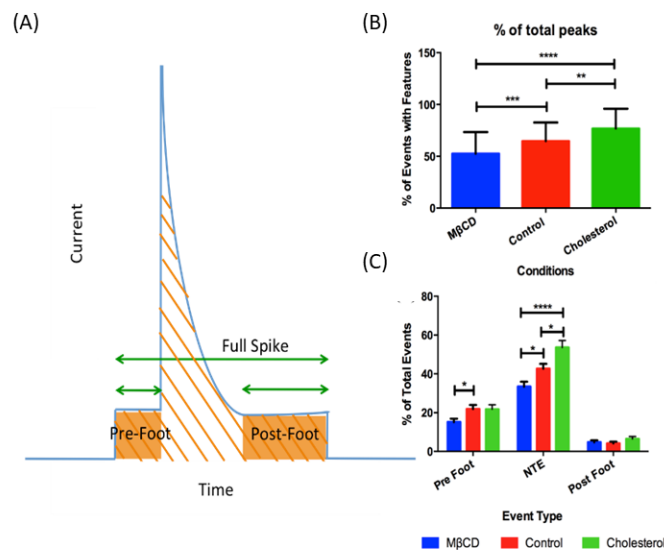 (A)
Current
Full Spike
Pre-Foot
Post-Foot
Time
(B)
% of total peaks
% of Events with Features
150
100
50
0
****
***
**
MβCD
Control
Cholesterol
Conditions
(C)
% of Total Events
80
60
40
20
0
*
****
*
*
Pre Foot
NTE
Post Foot
Event Type
MβCD Control Cholesterol